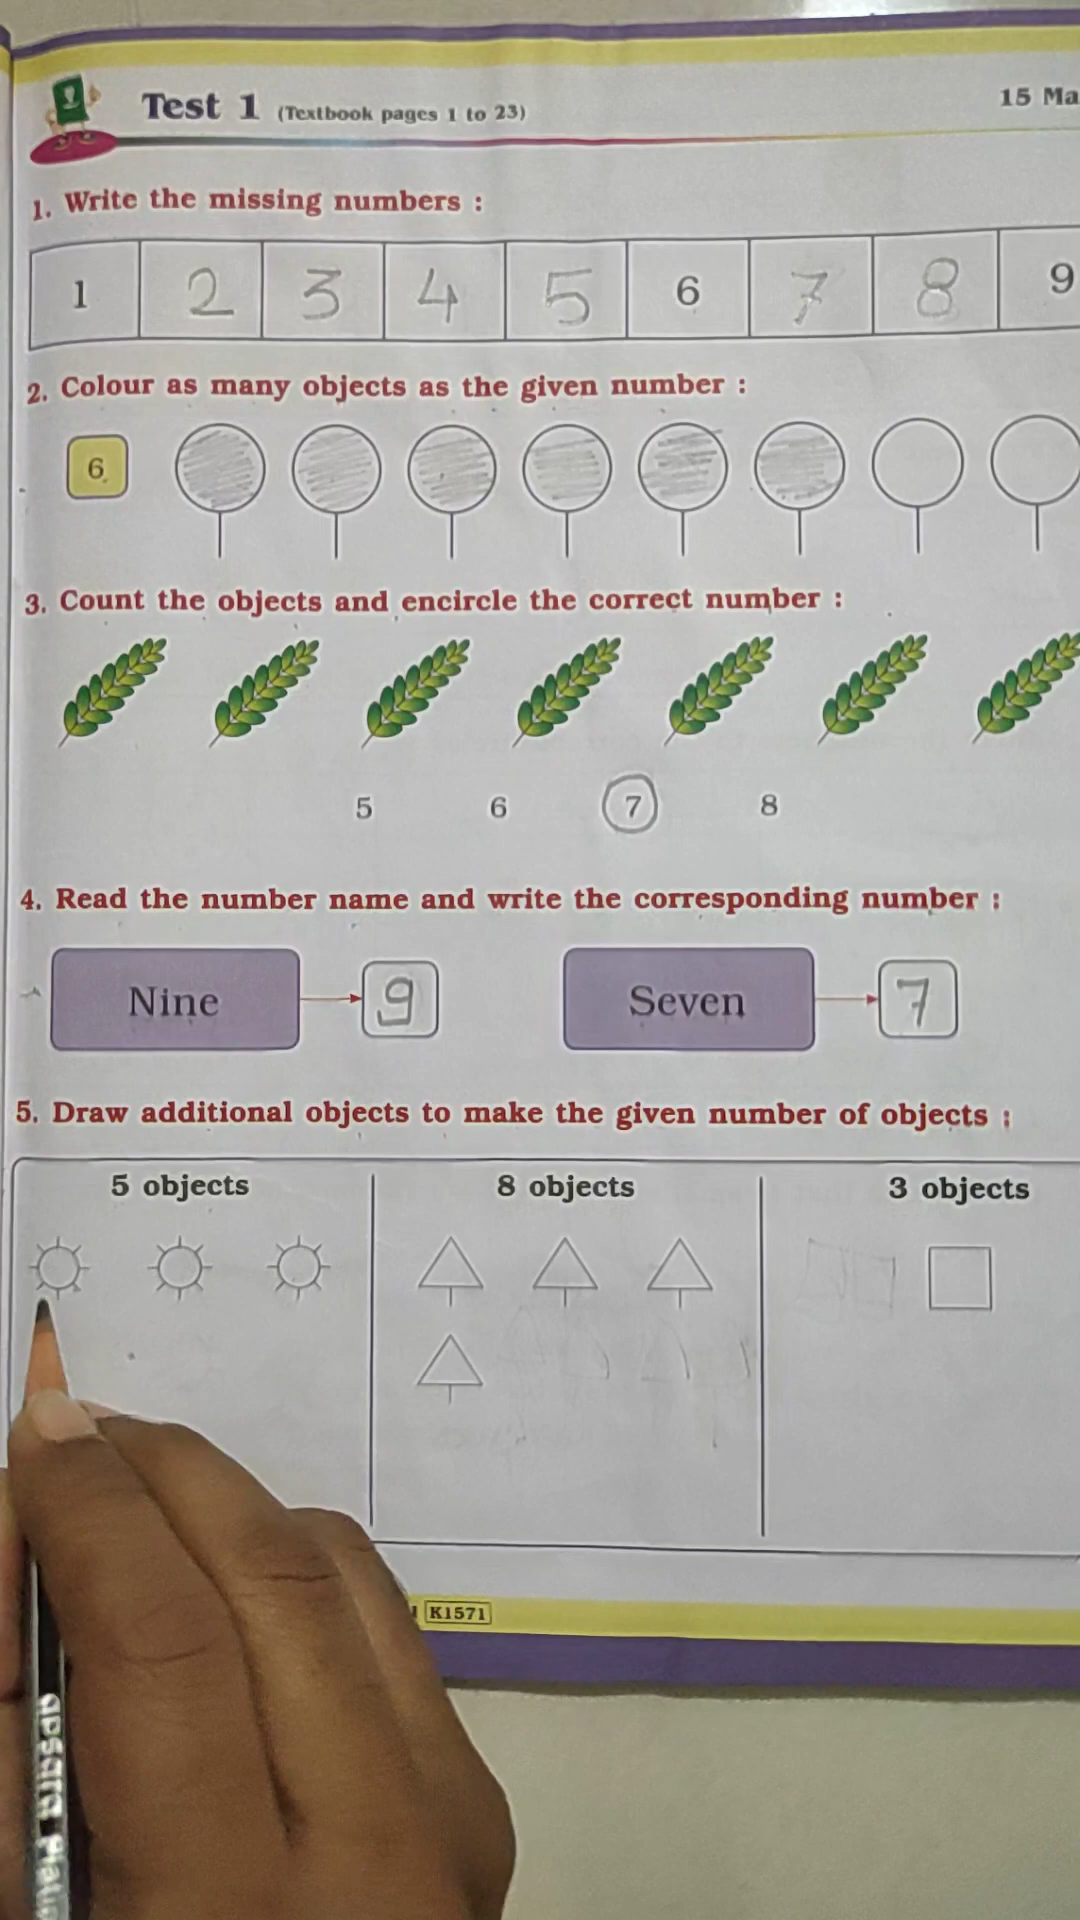 Test 1 (Textbook pages 1 to 23)
15 Ma
1. Write the missing numbers :
1 2 3 4 5 6 7 8 9
2. Colour as many objects as the given number :
6
3. Count the objects and encircle the correct number :
5 6 7 8
4. Read the number name and write the corresponding number :
Nine 9 Seven 7
5. Draw additional objects to make the given number of objects :
5 objects 8 objects 3 objects
K1571
apsara